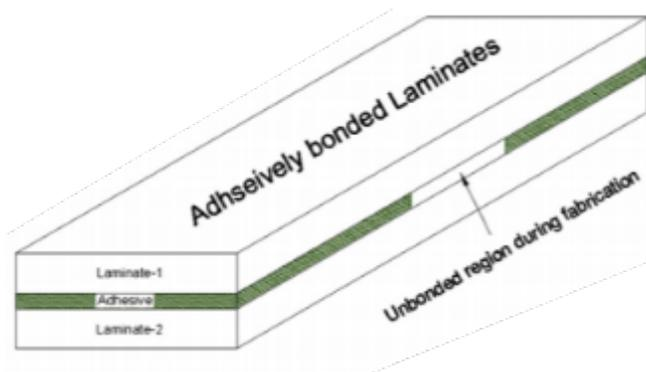 Adhseively bonded Laminates
Laminate-1
Adhesive
Laminate-2
Unbonded region during fabrication